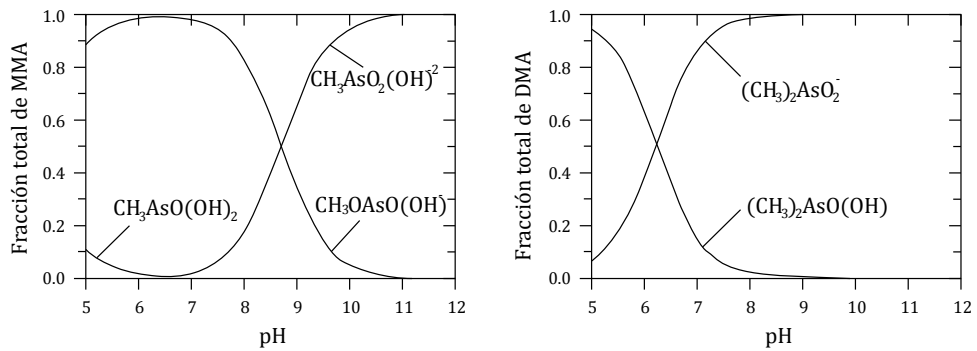 Fracción total de MMA
1.0
0.8
0.6
0.4
0.2
0.0
CH₃AsO₂(OH)⁻²
CH₃AsO(OH)₂
CH₃OAsO(OH)⁻
5 6 7 8 9 10 11 12
pH
Fracción total de DMA
1.0
0.8
0.6
0.4
0.2
0.0
(CH₃)₂AsO₂⁻
(CH₃)₂AsO(OH)
5 6 7 8 9 10 11 12
pH